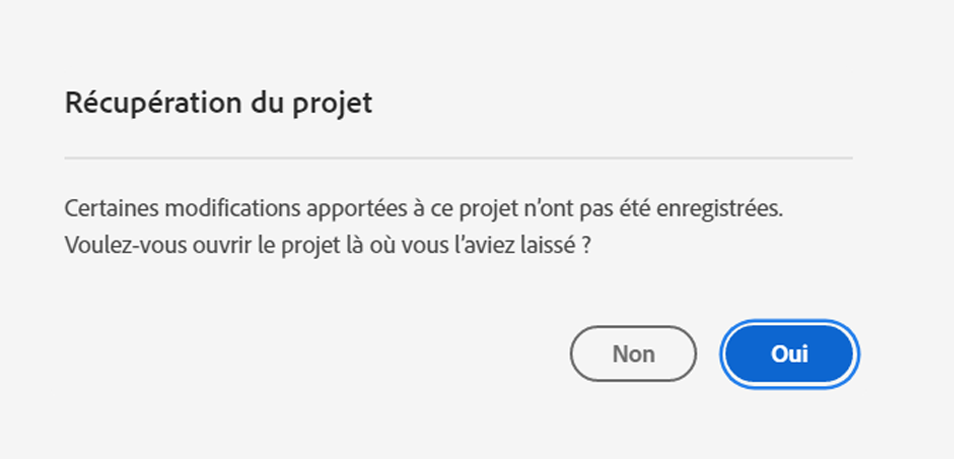 Récupération du projet
Certaines modifications apportées à ce projet n’ont pas été enregistrées.
Voulez-vous ouvrir le projet là où vous l’aviez laissé ?
Non
Oui